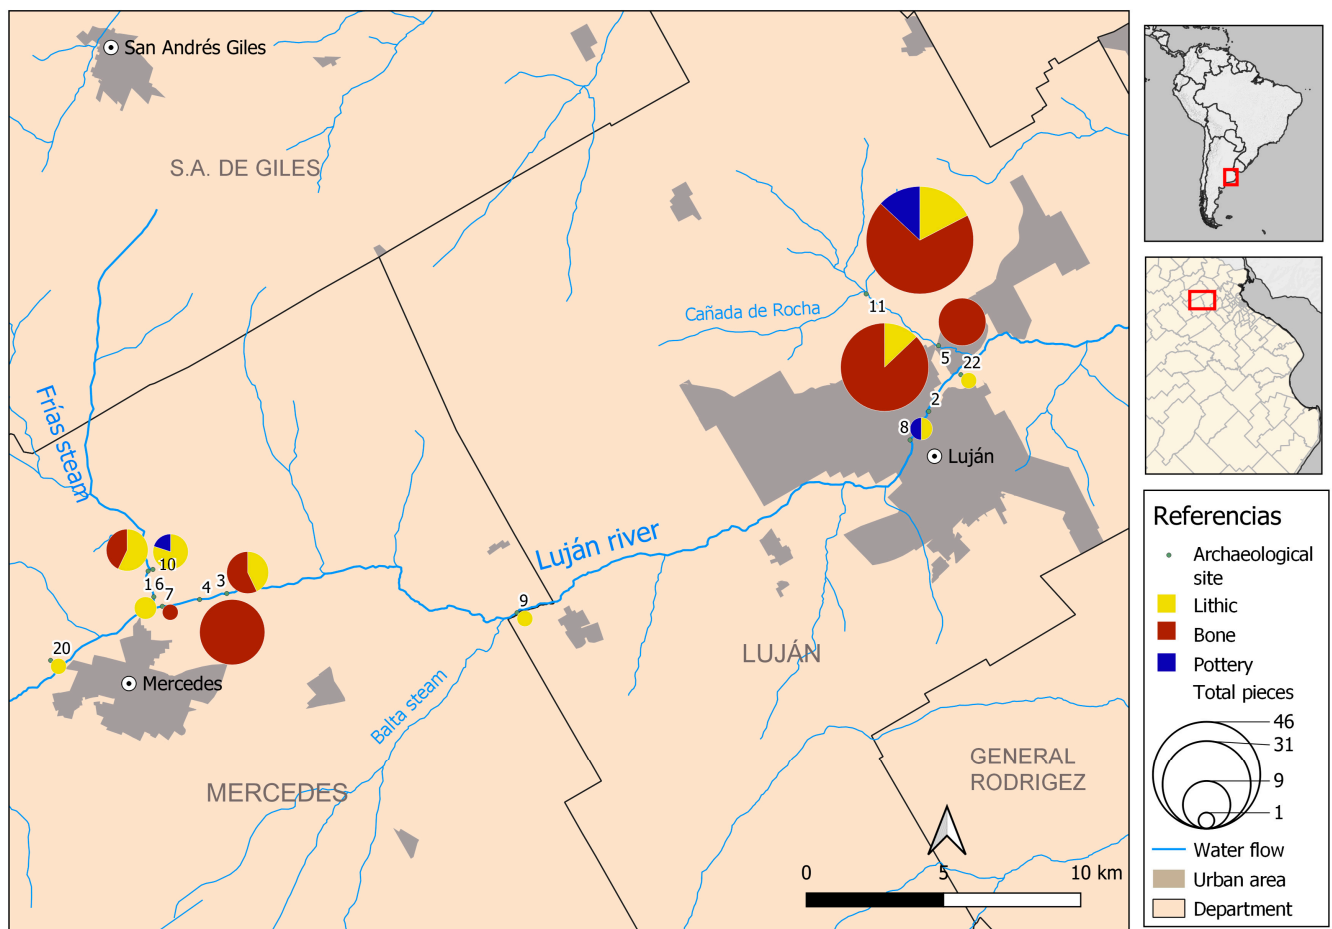 San Andrés Giles
S.A. DE GILES
Cañada de Rocha
11
5
22
2
8
Luján
Frías steam
Luján river
10
1
6
7
4
3
9
20
Mercedes
LUJÁN
Balta steam
MERCEDES
GENERAL
RODRIGEZ
0
5
10 km
Referencias
Archaeological
site
Lithic
Bone
Pottery
Total pieces
46
31
9
1
Water flow
Urban area
Department